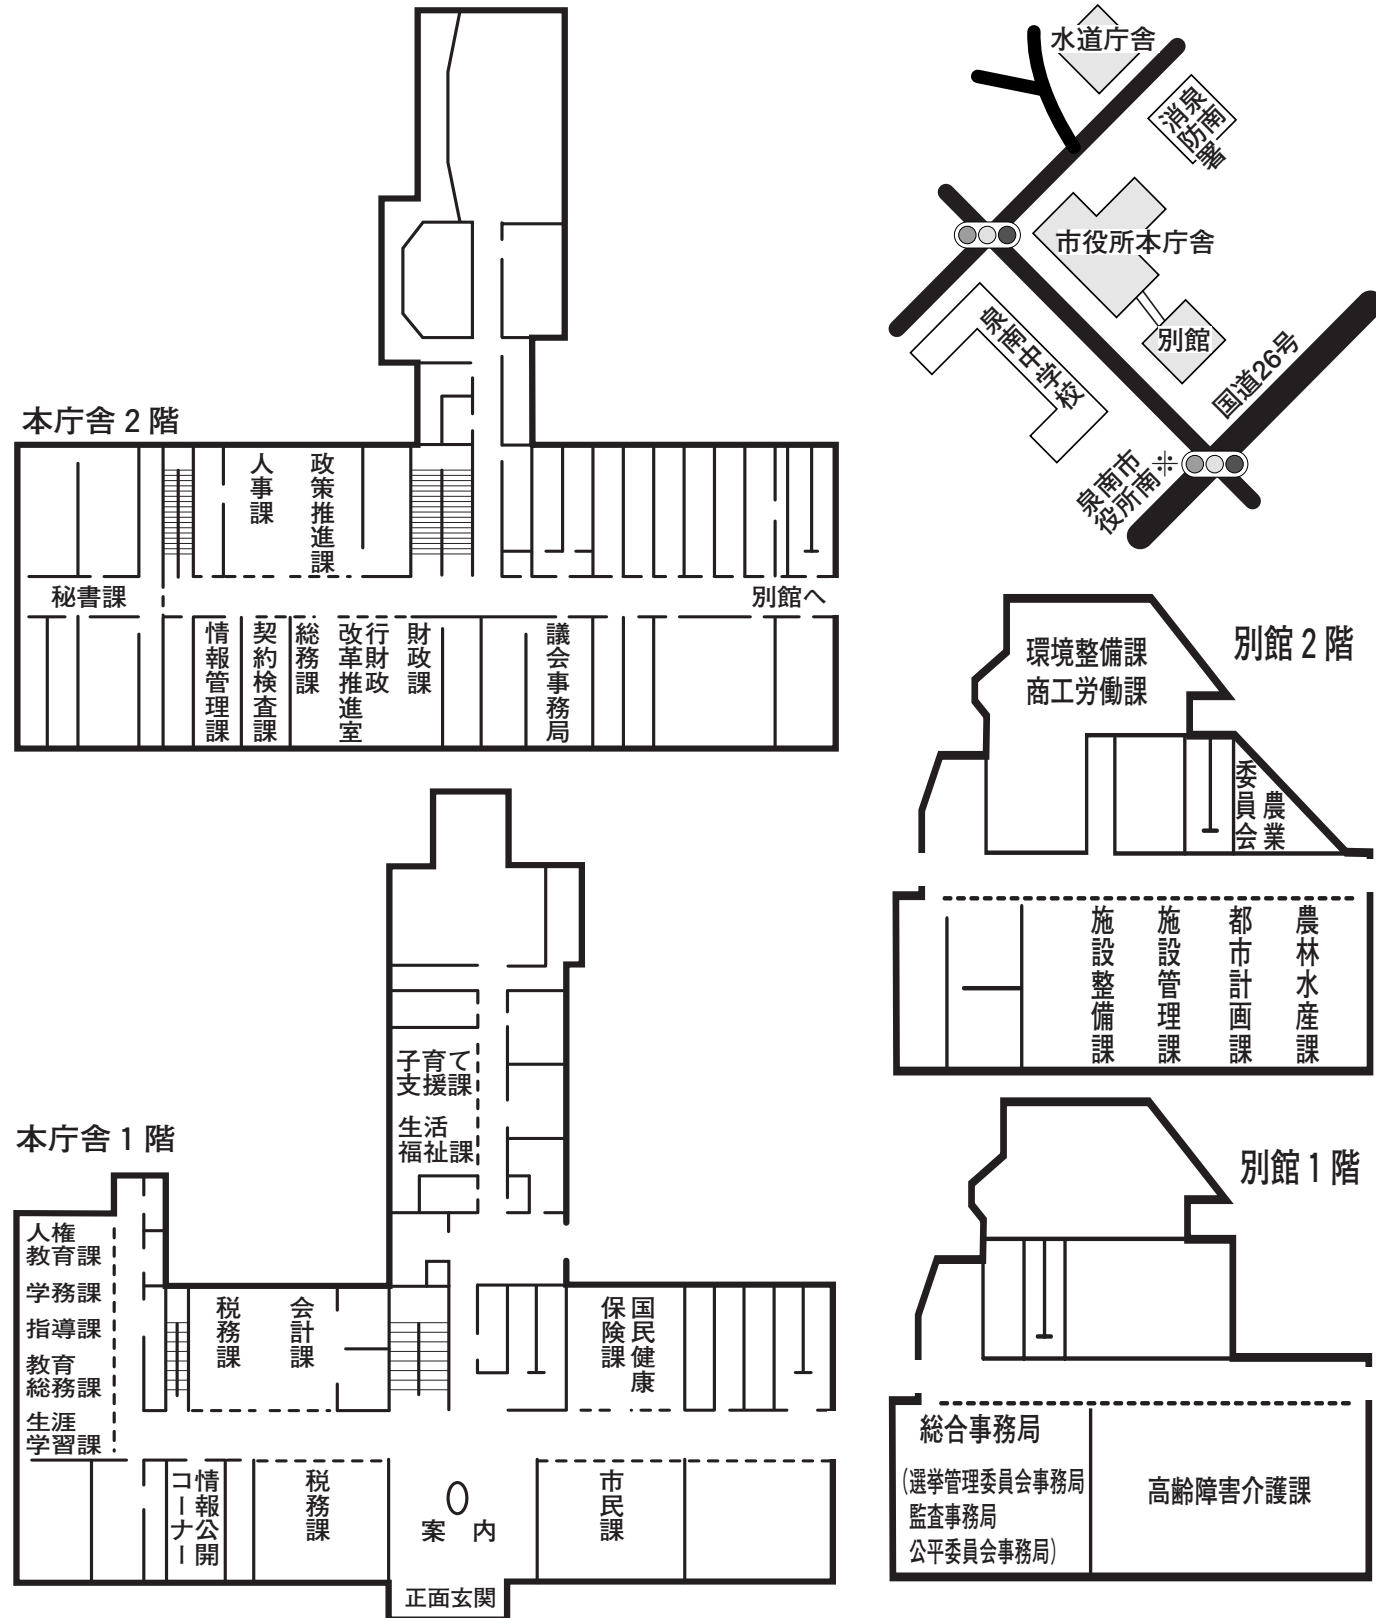 本庁舎２階
人事課
政策推進課
秘書課
別館へ
情報管理課
契約検査課
総務課
行財政
改革推進室
財政課
議会事務局
水道庁舎
泉南
消防署
市役所本庁舎
別館
泉南中学校
国道26号
泉南市
役所南※
別館２階
環境整備課
商工労働課
農業
委員会
施設整備課
施設管理課
都市計画課
農林水産課
本庁舎１階
子育て
支援課
生活
福祉課
人権
教育課
学務課
指導課
教育
総務課
生涯
学習課
税務課
会計課
国民健康
保険課
情報公開
コーナー
税務課
案内
市民課
正面玄関
別館１階
総合事務局
(選挙管理委員会事務局
監査事務局
公平委員会事務局)
高齢障害介護課